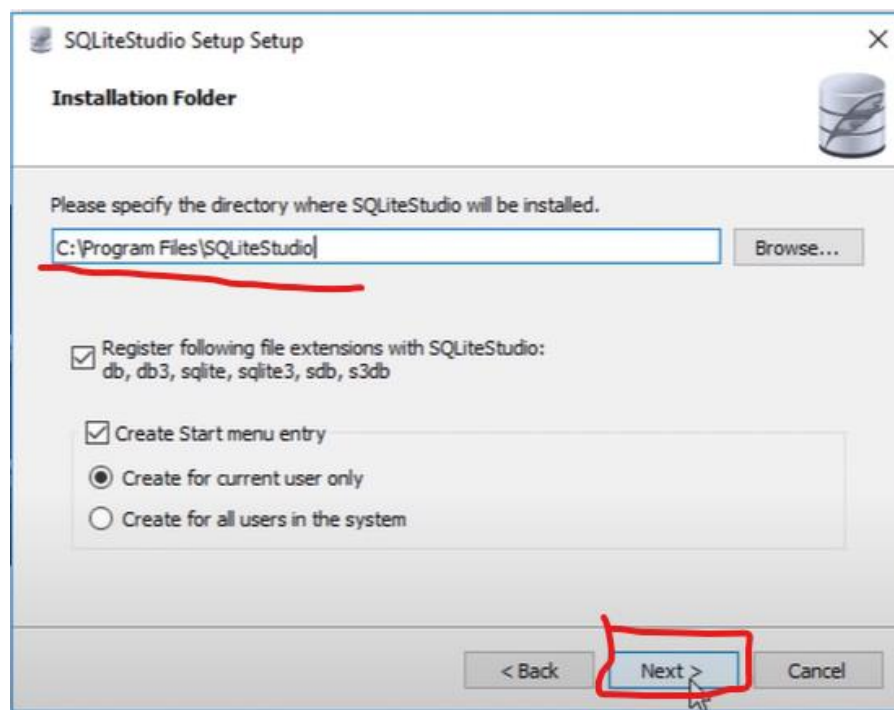 SQLiteStudio Setup Setup
Installation Folder
Please specify the directory where SQLiteStudio will be installed.
C:\Program Files\SQLiteStudio
Browse...
Register following file extensions with SQLiteStudio:
db, db3, sqlite, sqlite3, sdb, s3db
Create Start menu entry
Create for current user only
Create for all users in the system
< Back
Next >
Cancel